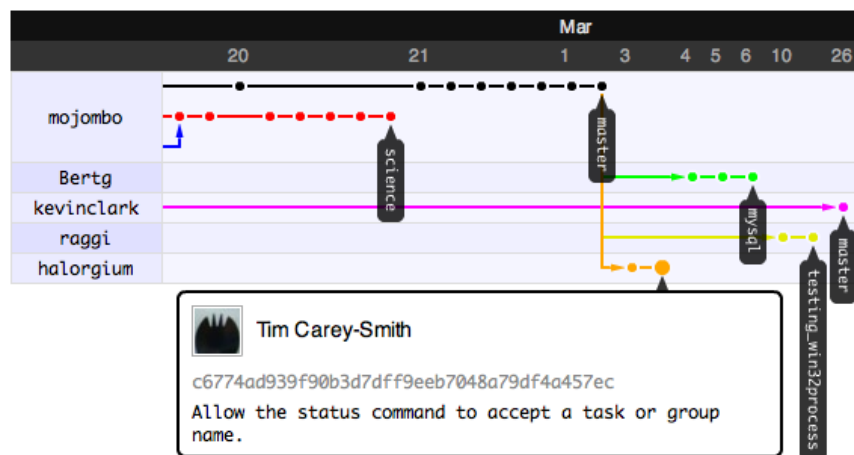 Mar
20 21 1 3 4 5 6 10 26
mojombo
master
science
Bertg
mysql
kevinclark
master
raggi
testing_win32process
halorgium
Tim Carey-Smith
c6774ad939f90b3d7dff9eeb7048a79df4a457ec
Allow the status command to accept a task or group
name.